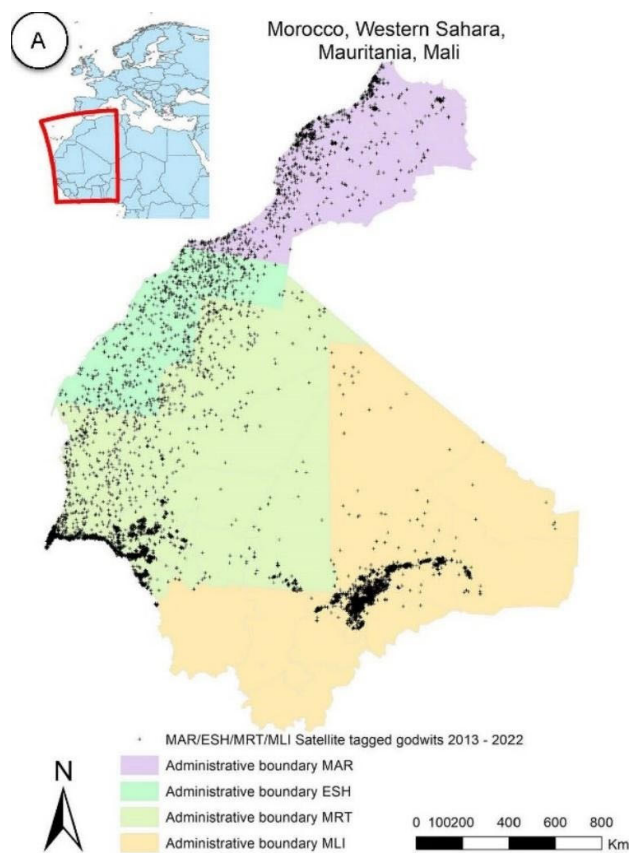 A
Morocco, Western Sahara,
Mauritania, Mali
MAR/ESH/MRT/MLI Satellite tagged godwits 2013 - 2022
Administrative boundary MAR
Administrative boundary ESH
Administrative boundary MRT
Administrative boundary MLI
N
0 100200 400 600 800
Km